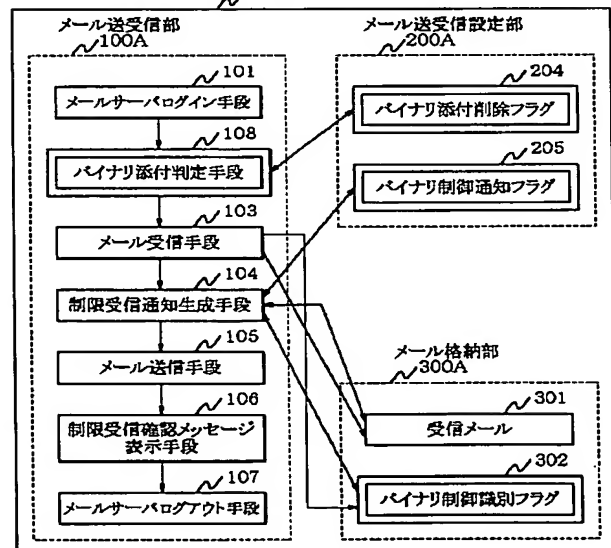 メール送受信部
100A
101
メールサーバログイン手段
108
バイナリ添付判定手段
103
メール受信手段
104
制限受信通知生成手段
105
メール送信手段
106
制限受信確認メッセージ
表示手段
107
メールサーバログアウト手段
メール送受信設定部
200A
204
バイナリ添付削除フラグ
205
バイナリ制御通知フラグ
メール格納部
300A
301
受信メール
302
バイナリ制御識別フラグ